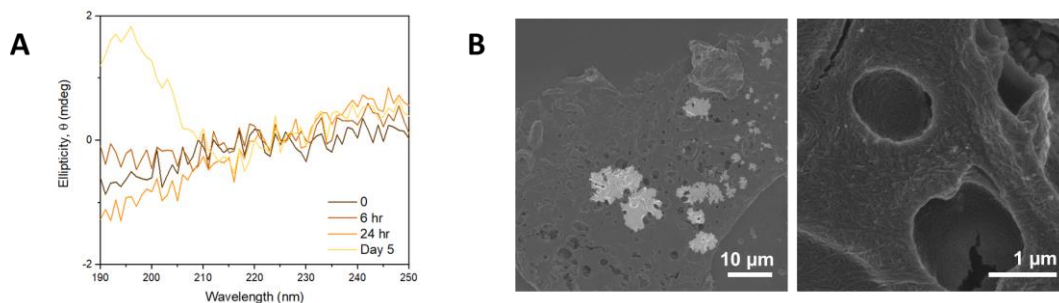 A
B
Ellipticity, θ (mdeg)
2
0
-2
0
6 hr
24 hr
Day 5
190 200 210 220 230 240 250
Wavelength (nm)
10 µm
1 µm